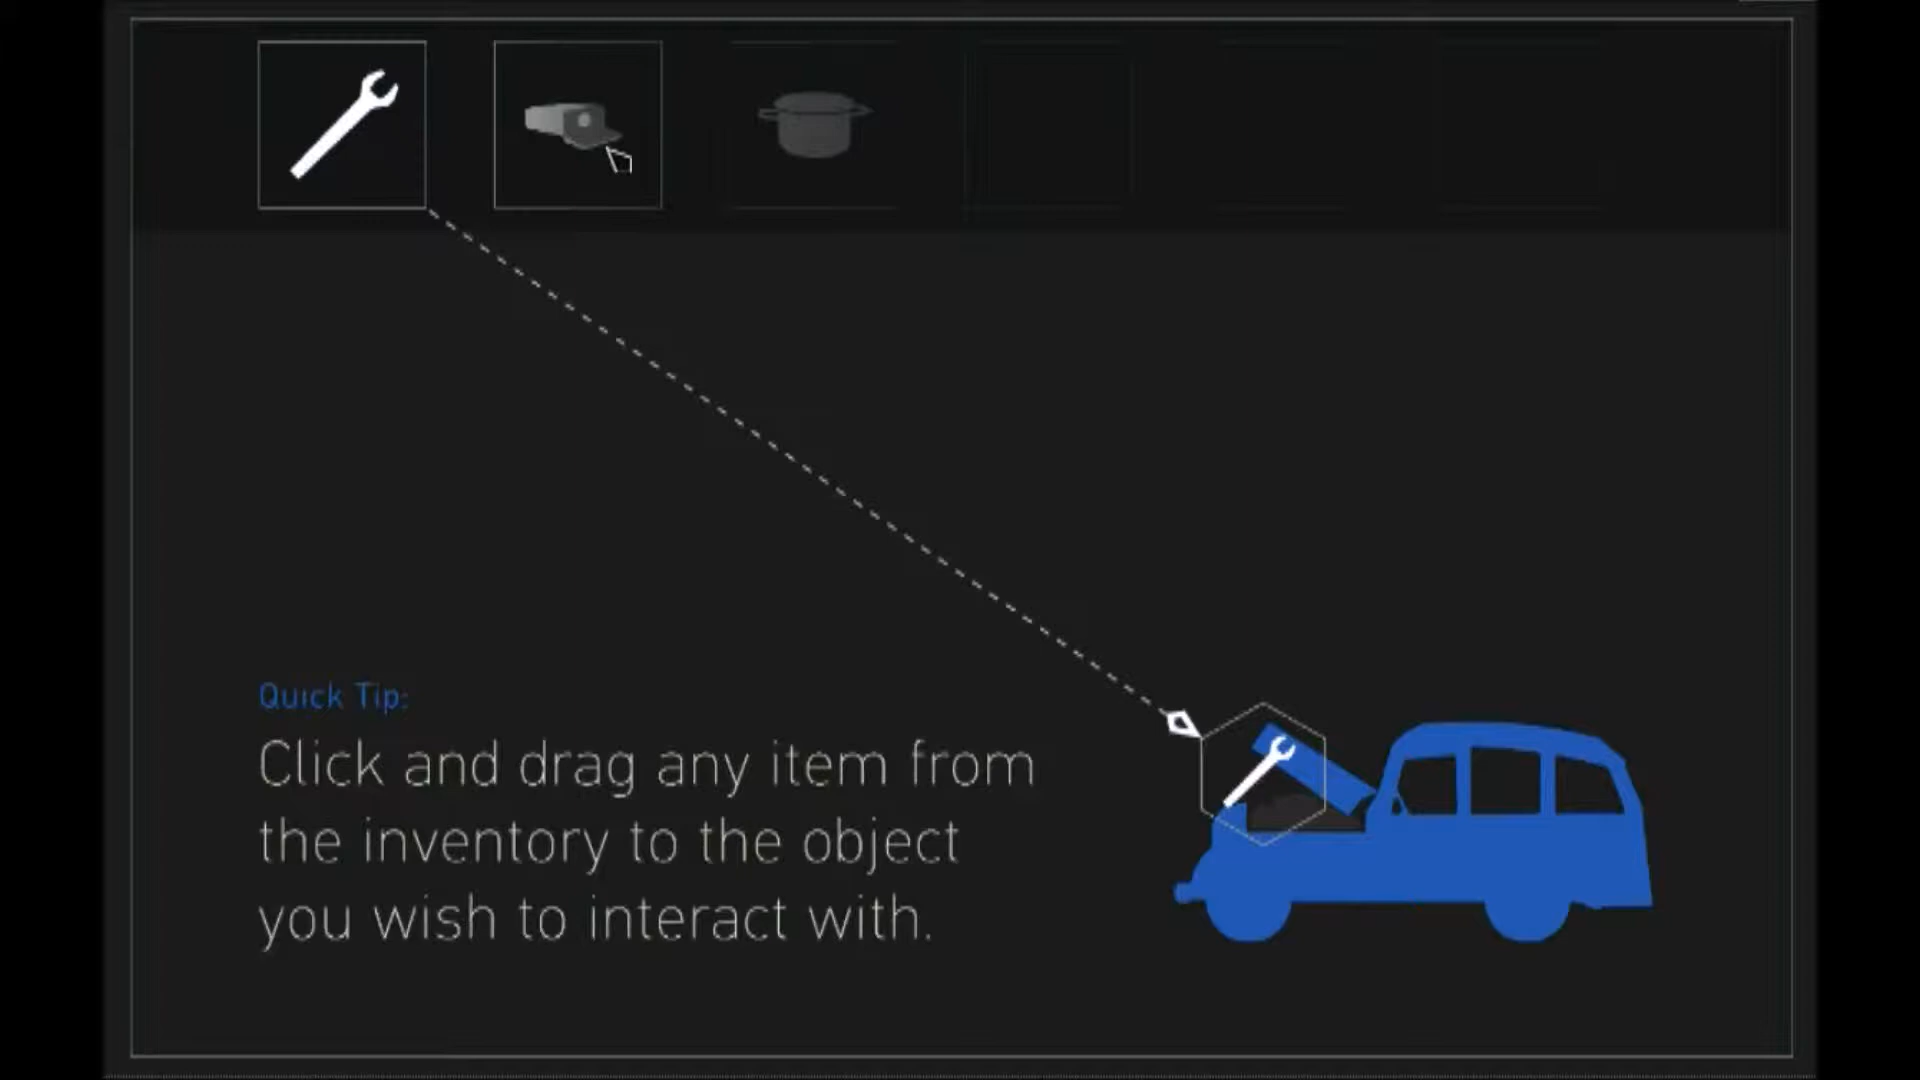 Quick Tip:
Click and drag any item from
the inventory to the object
you wish to interact with.